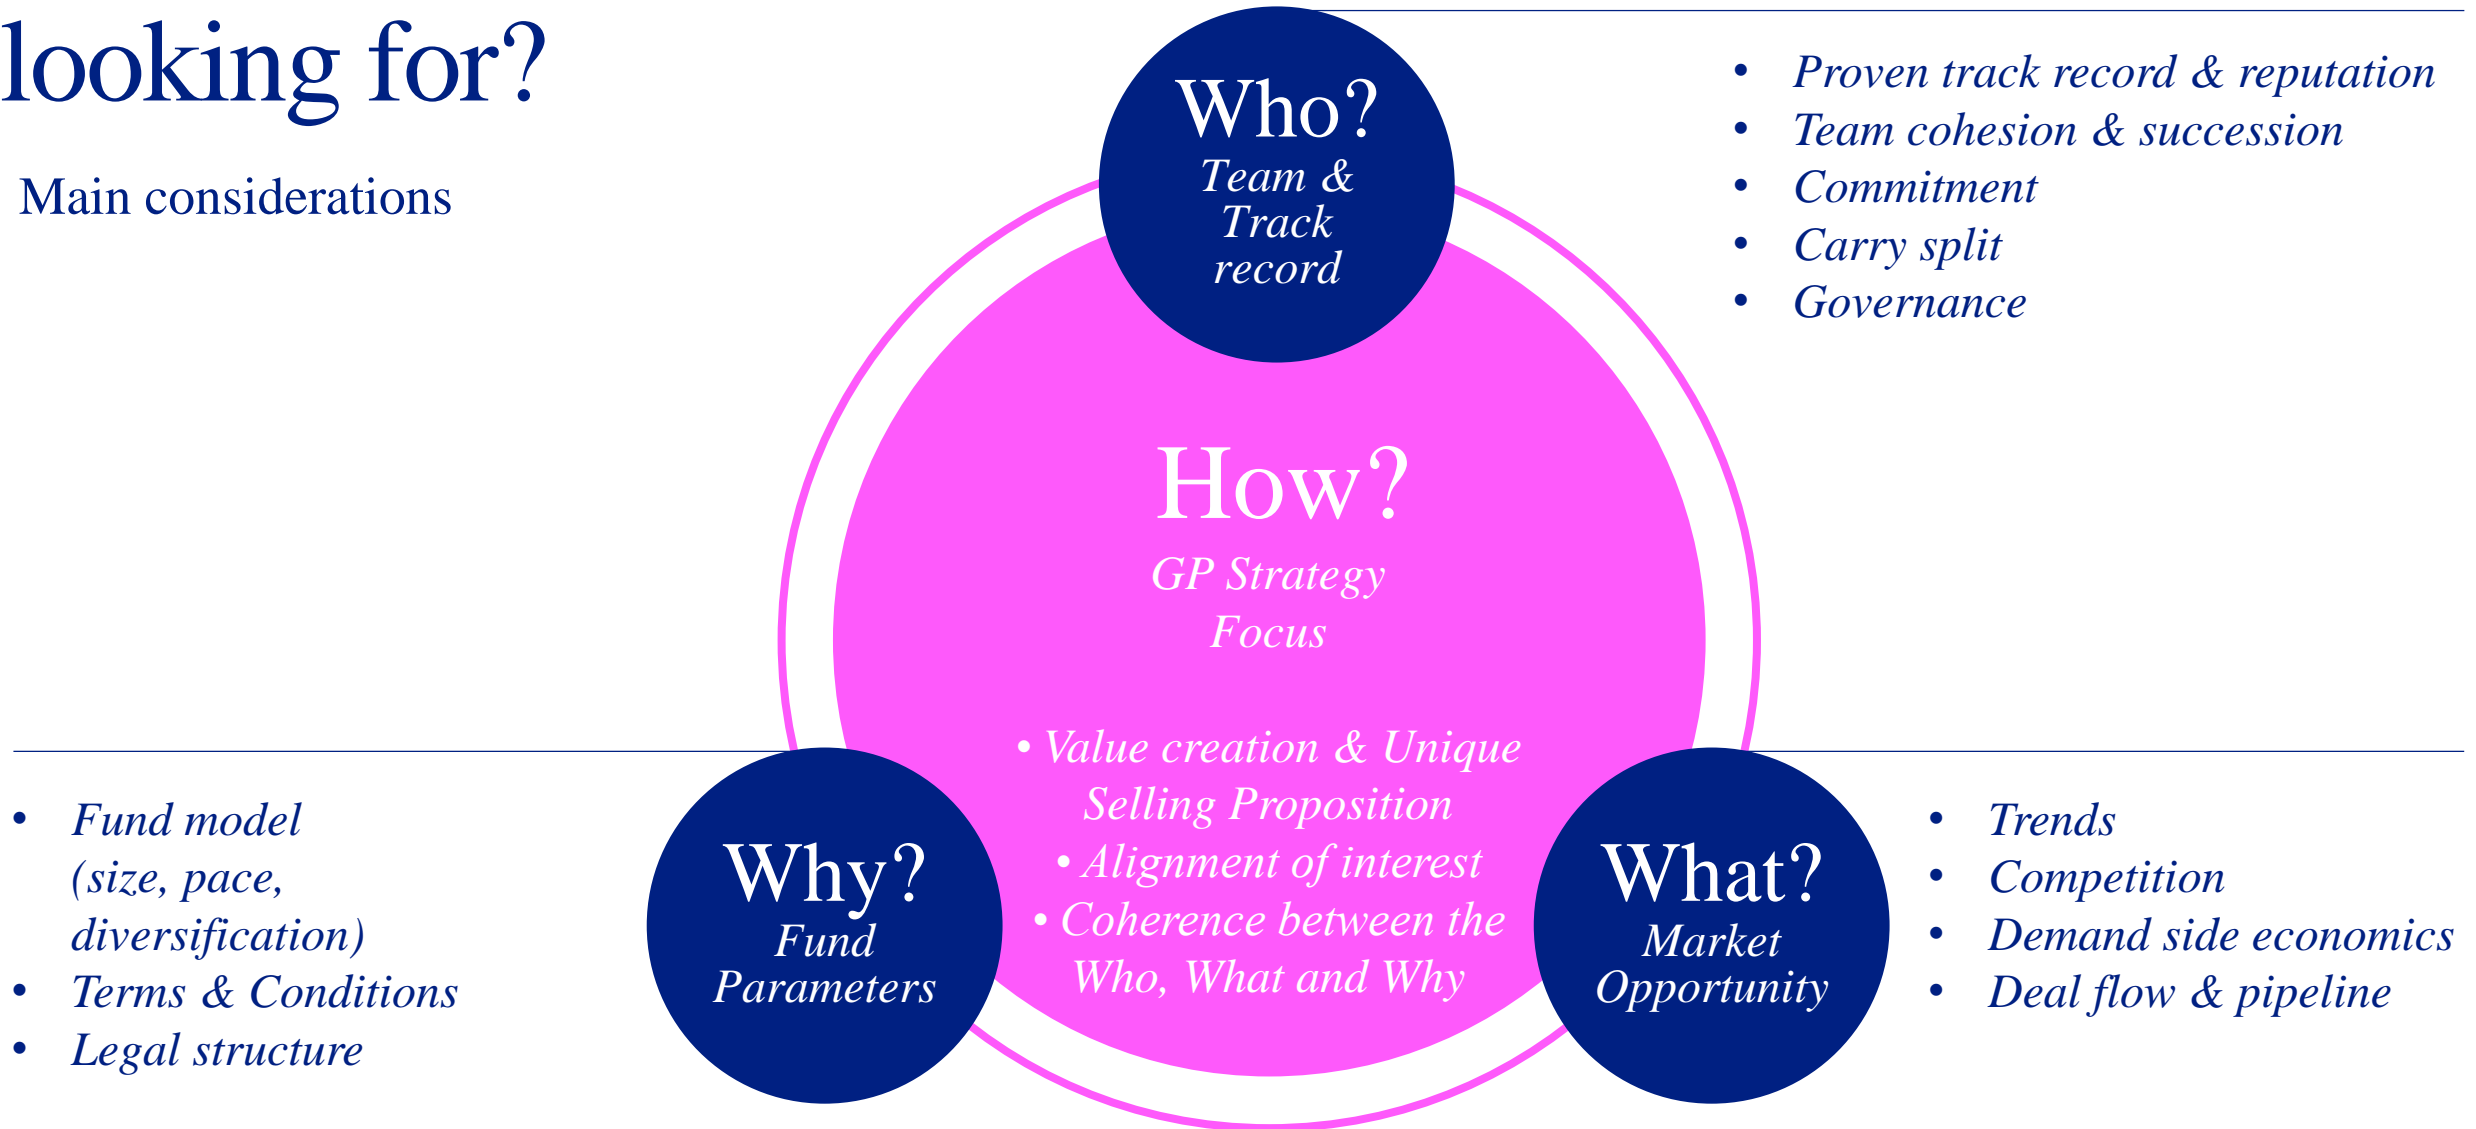 looking for?
Main considerations
Who?
Team &
Track
record
• Proven track record & reputation
• Team cohesion & succession
• Commitment
• Carry split
• Governance
How?
GP Strategy
Focus
• Value creation & Unique
Selling Proposition
• Alignment of interest
• Coherence between the
Who, What and Why
Why?
Fund
Parameters
• Fund model
(size, pace,
diversification)
• Terms & Conditions
• Legal structure
What?
Market
Opportunity
• Trends
• Competition
• Demand side economics
• Deal flow & pipeline